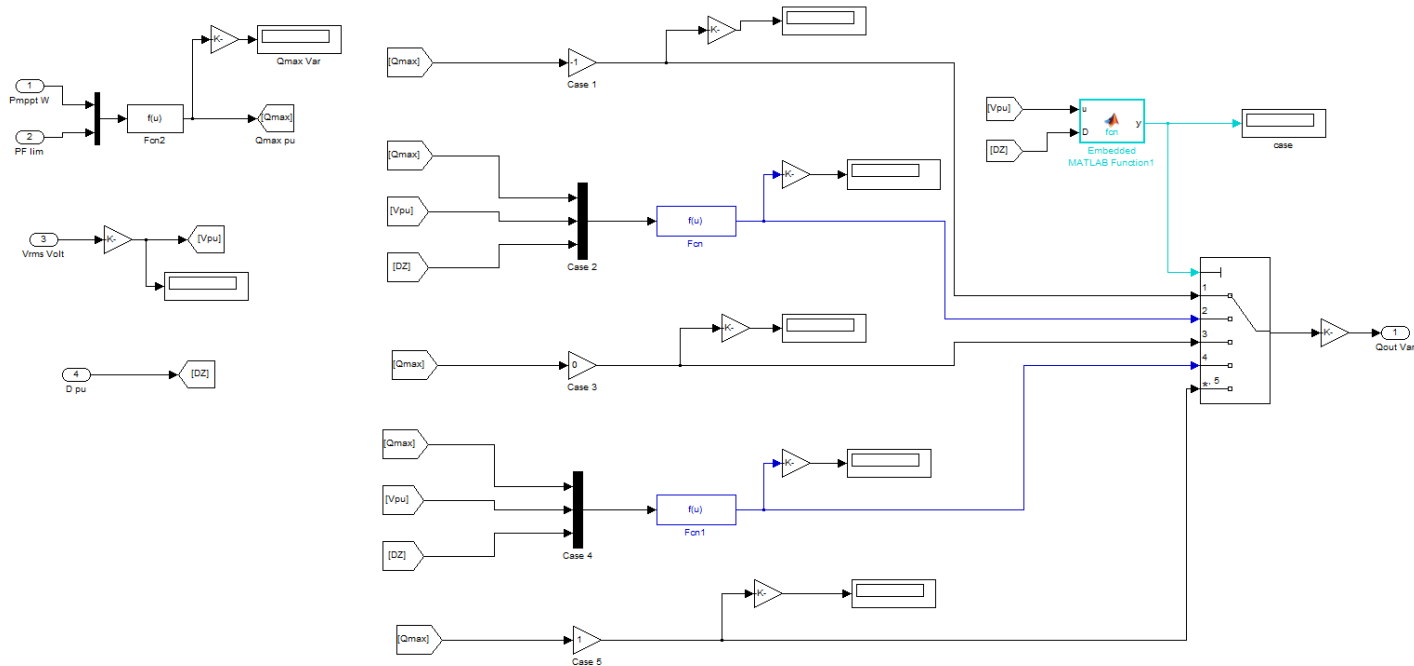 -K-
Qmax Var
1
Pmppt W
2
PF lim
f(u)
Fcn2
[Qmax]
Qmax pu
3
Vrms Volt
-K-
[Vpu]
4
D pu
[DZ]
[Qmax]
-1
Case 1
-K-
[Qmax]
[Vpu]
[DZ]
Case 2
f(u)
Fcn
-K-
[Qmax]
0
Case 3
-K-
[Qmax]
[Vpu]
[DZ]
Case 4
f(u)
Fcn1
-K-
[Qmax]
1
Case 5
-K-
[Vpu]
[DZ]
u
D
fcn
y
Embedded
MATLAB Function1
case
1
2
3
4
*, 5
-K-
1
Qout Var